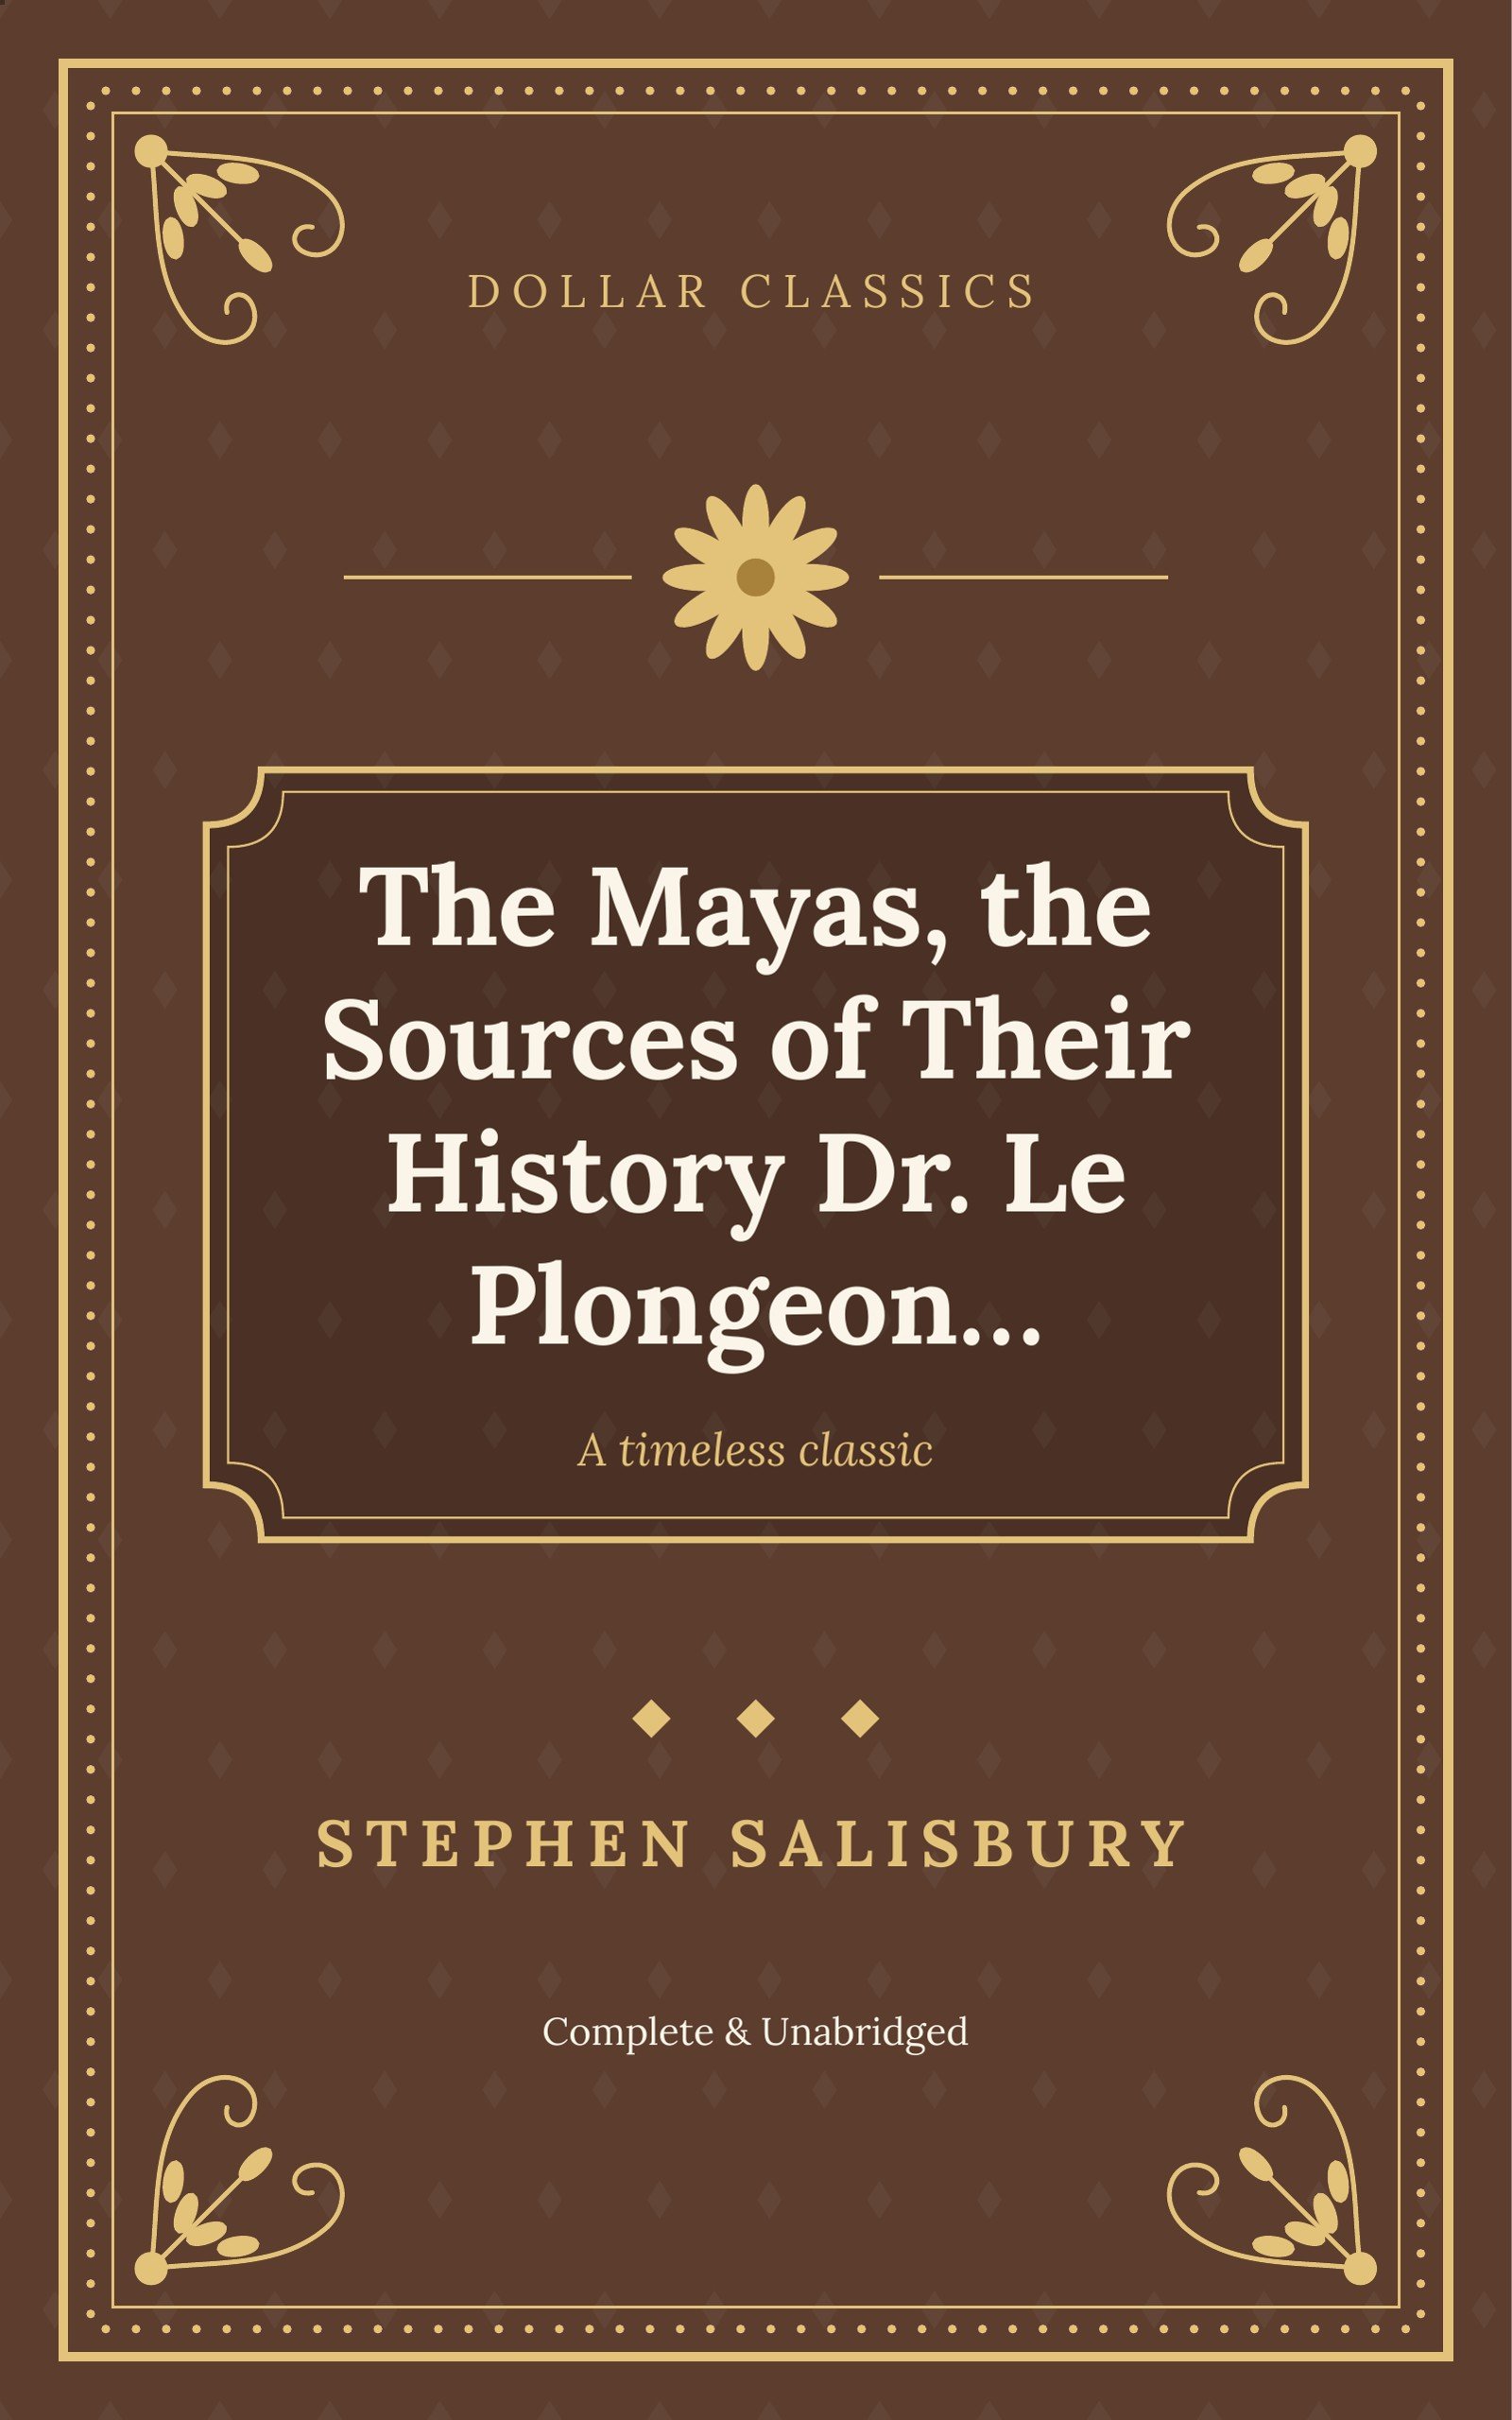 DOLLAR CLASSICS
The Mayas, the
Sources of Their
History Dr. Le
Plongeon...
A timeless classic
STEPHEN SALISBURY
Complete & Unabridged